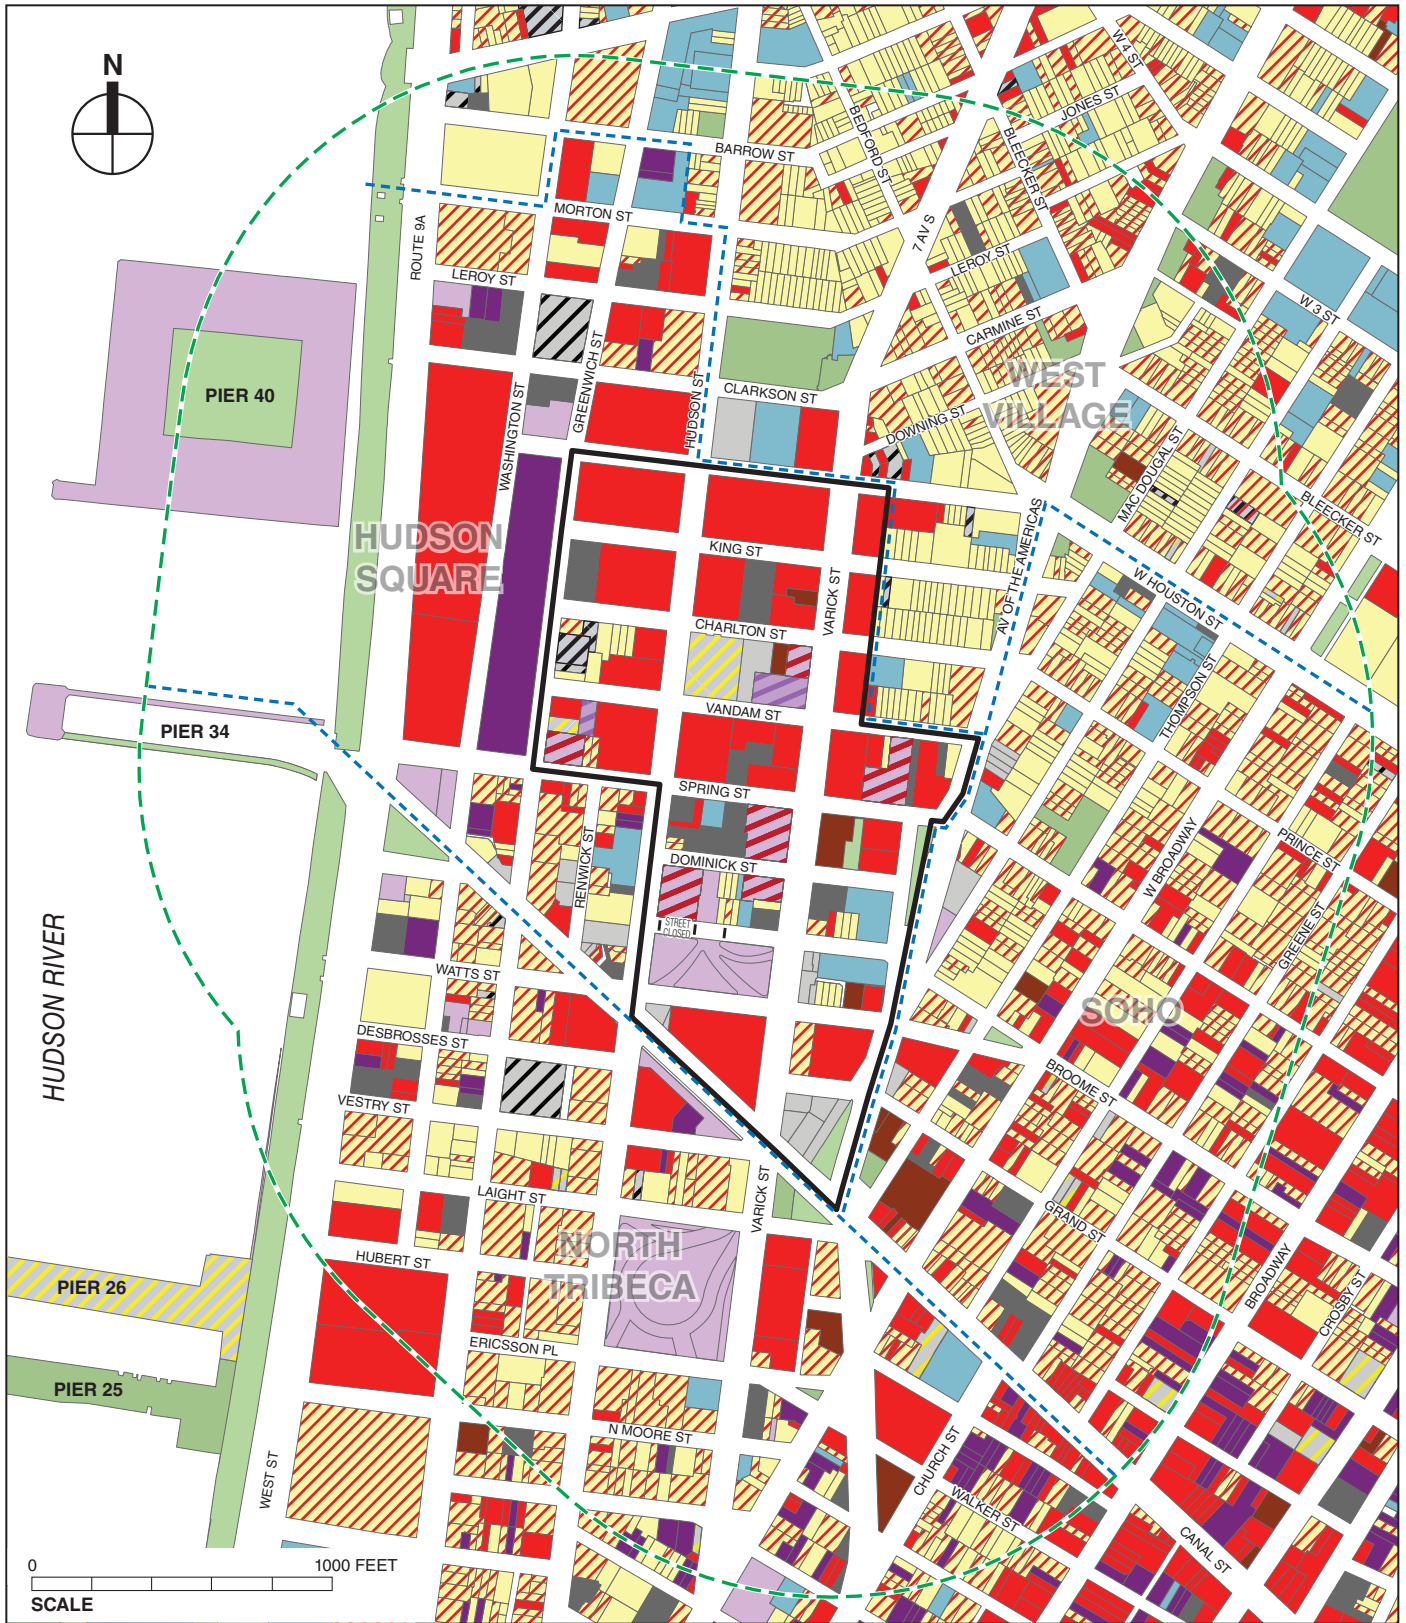 N
W 4 ST
JONES ST
BEDFORD ST
BLEECKER ST
BARROW ST
MORTON ST
7 AV S
ROUTE 9A
LEROY ST
LEROY ST
W 3 ST
CARMINE ST
GREENWICH ST
WEST
VILLAGE
PIER 40
CLARKSON ST
HUDSON ST
WASHINGTON ST
DOWNING ST
MAC DOUGAL ST
BLEECKER ST
HUDSON
SQUARE
KING ST
AV OF THE AMERICAS
W HOUSTON ST
VARICK ST
CHARLTON ST
THOMPSON ST
VANDAM ST
PIER 34
SPRING ST
W BROADWAY
PRINCE ST
RENWICK ST
DOMINICK ST
STREET
CLOSED
GREENE ST
HUDSON RIVER
WATTS ST
SOHO
DESBROSSES ST
BROOME ST
VESTRY ST
LAIGHT ST
VARICK ST
GRAND ST
NORTH
TRIBECA
HUBERT ST
BROADWAY
CROSBY ST
PIER 26
ERICSSON PL
PIER 25
N MOORE ST
CHURCH ST
WEST ST
WALKER ST
CANAL ST
0
1000 FEET
SCALE